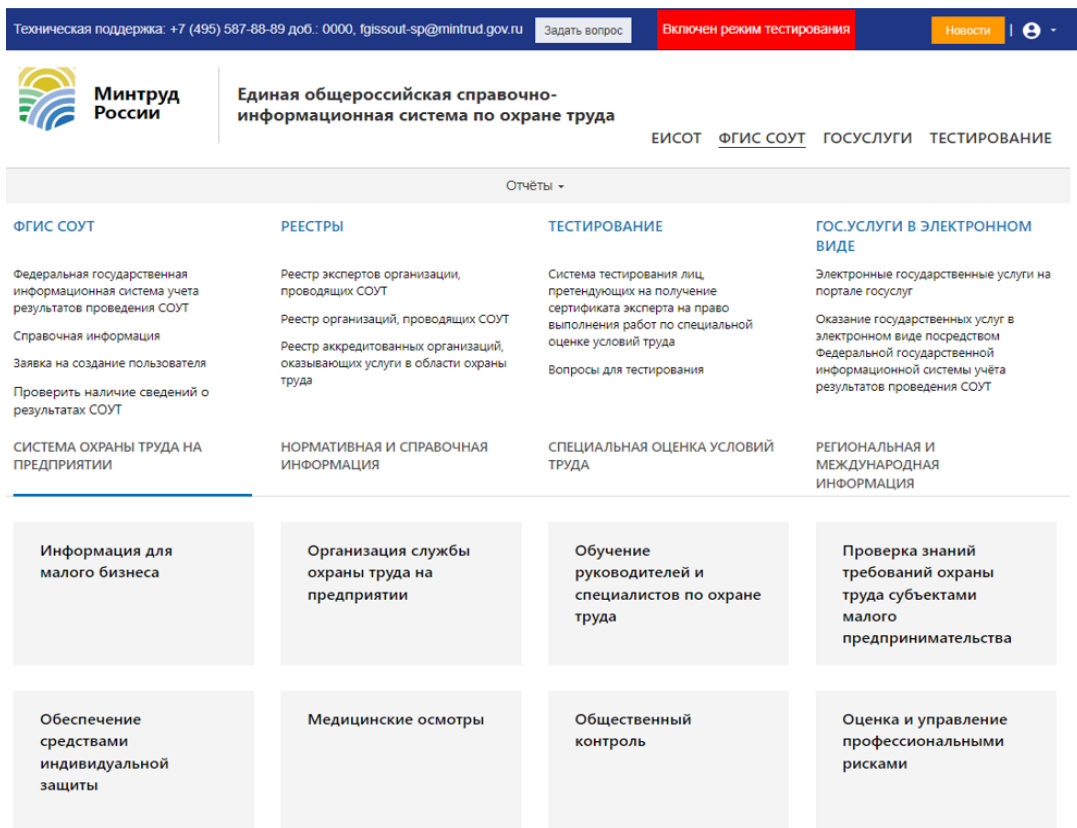 Техническая поддержка: +7 (495) 587-88-89 доб.: 0000, fgissout-sp@mintrud.gov.ru Задать вопрос Включен режим тестирования Новости |
Минтруд
России
Единая общероссийская справочно-
информационная система по охране труда
ЕИСОТ ФГИС СОУТ ГОСУСЛУГИ ТЕСТИРОВАНИЕ
Отчёты
ФГИС СОУТ
Федеральная государственная
информационная система учета
результатов проведения СОУТ
Справочная информация
Заявка на создание пользователя
Проверить наличие сведений о
результатах СОУТ
РЕЕСТРЫ
Реестр экспертов организации,
проводящих СОУТ
Реестр организаций, проводящих СОУТ
Реестр аккредитованных организаций,
оказывающих услуги в области охраны
труда
ТЕСТИРОВАНИЕ
Система тестирования лиц,
претендующих на получение
сертификата эксперта на право
выполнения работ по специальной
оценке условий труда
Вопросы для тестирования
ГОС.УСЛУГИ В ЭЛЕКТРОННОМ
ВИДЕ
Электронные государственные услуги на
портале госуслуг
Оказание государственных услуг в
электронном виде посредством
Федеральной государственной
информационной системы учёта
результатов проведения СОУТ
СИСТЕМА ОХРАНЫ ТРУДА НА
ПРЕДПРИЯТИИ
НОРМАТИВНАЯ И СПРАВОЧНАЯ
ИНФОРМАЦИЯ
СПЕЦИАЛЬНАЯ ОЦЕНКА УСЛОВИЙ
ТРУДА
РЕГИОНАЛЬНАЯ И
МЕЖДУНАРОДНАЯ
ИНФОРМАЦИЯ
Информация для
малого бизнеса
Организация службы
охраны труда на
предприятии
Обучение
руководителей и
специалистов по охране
труда
Проверка знаний
требований охраны
труда субъектами
малого
предпринимательства
Обеспечение
средствами
индивидуальной
защиты
Медицинские осмотры
Общественный
контроль
Оценка и управление
профессиональными
рисками